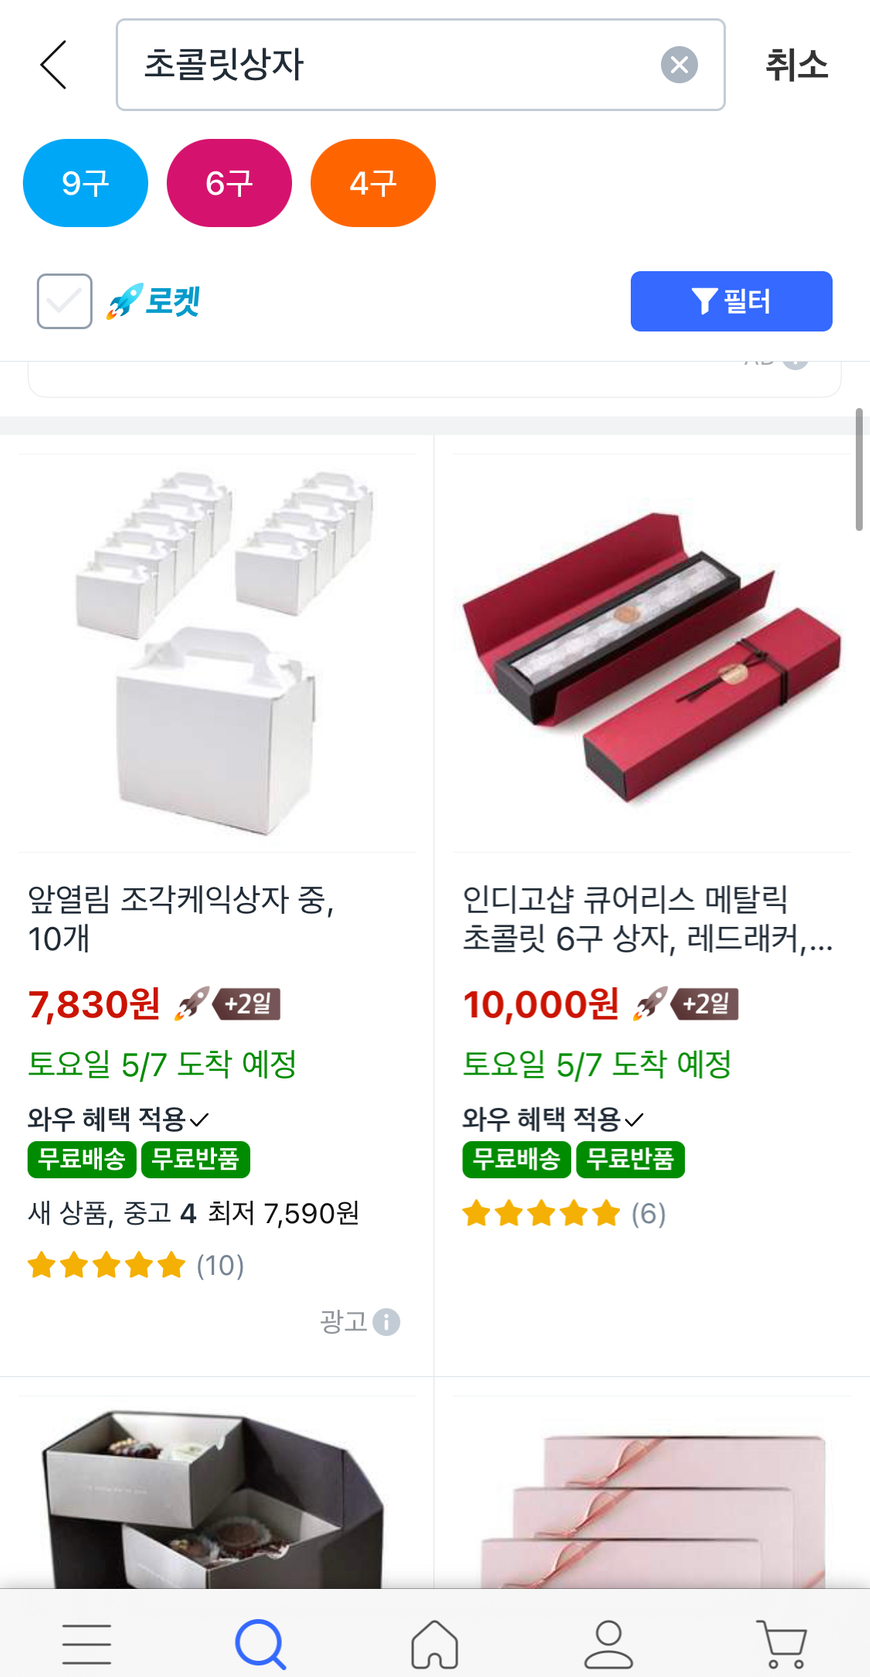 초콜릿상자
취소
9구 6구 4구
로켓
필터
AD
앞열림 조각케익상자 중,
10개
7,830원 +2일
토요일 5/7 도착 예정
와우 혜택 적용
무료배송 무료반품
새 상품, 중고 4 최저 7,590원
(10)
광고
인디고샵 큐어리스 메탈릭
초콜릿 6구 상자, 레드래커,...
10,000원 +2일
토요일 5/7 도착 예정
와우 혜택 적용
무료배송 무료반품
(6)